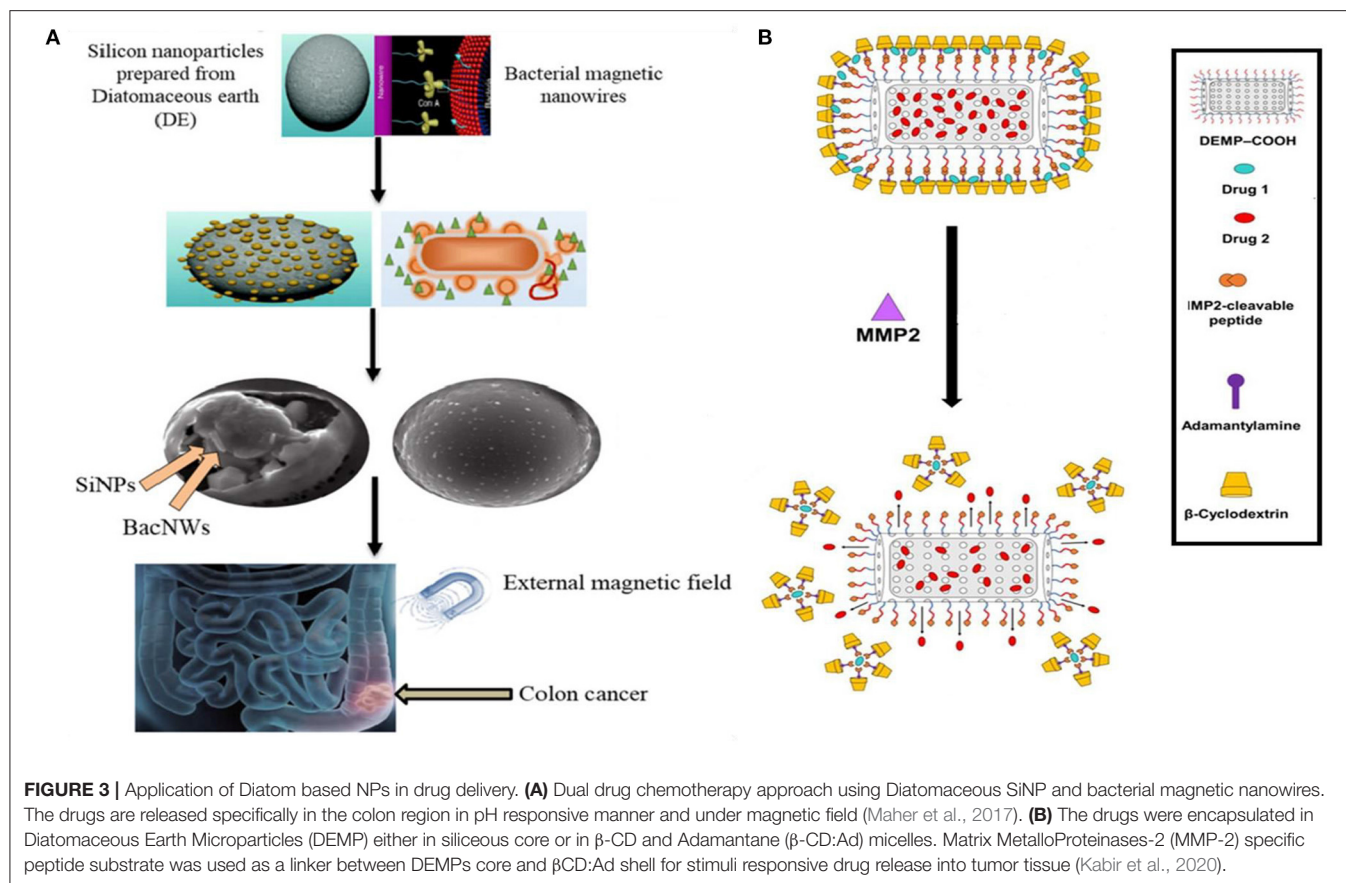 A
Silicon nanoparticles
prepared from
Diatomaceous earth
(DE)
Nanowire
Con A
Bacterial magnetic
nanowires
SiNPs
BacNWs
External magnetic field
Colon cancer
B
MMP2
DEMP–COOH
Drug 1
Drug 2
IMP2-cleavable
peptide
Adamantylamine
β-Cyclodextrin
FIGURE 3 | Application of Diatom based NPs in drug delivery. (A) Dual drug chemotherapy approach using Diatomaceous SiNP and bacterial magnetic nanowires.
The drugs are released specifically in the colon region in pH responsive manner and under magnetic field (Maher et al., 2017). (B) The drugs were encapsulated in
Diatomaceous Earth Microparticles (DEMP) either in siliceous core or in β-CD and Adamantane (β-CD:Ad) micelles. Matrix MetalloProteinases-2 (MMP-2) specific
peptide substrate was used as a linker between DEMPs core and βCD:Ad shell for stimuli responsive drug release into tumor tissue (Kabir et al., 2020).